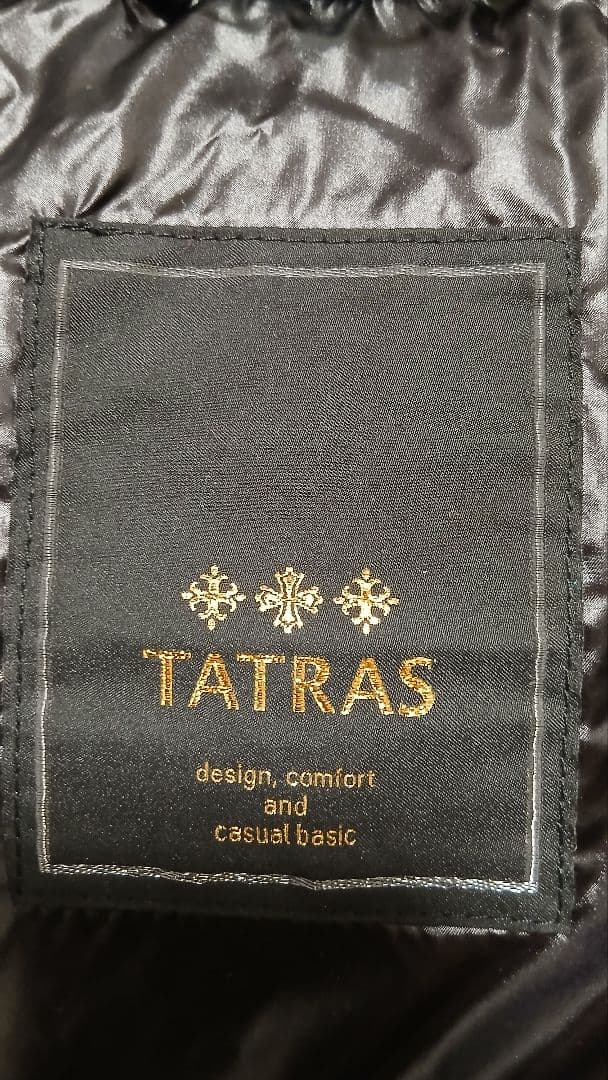 TATRAS
design, comfort
and
casual basic